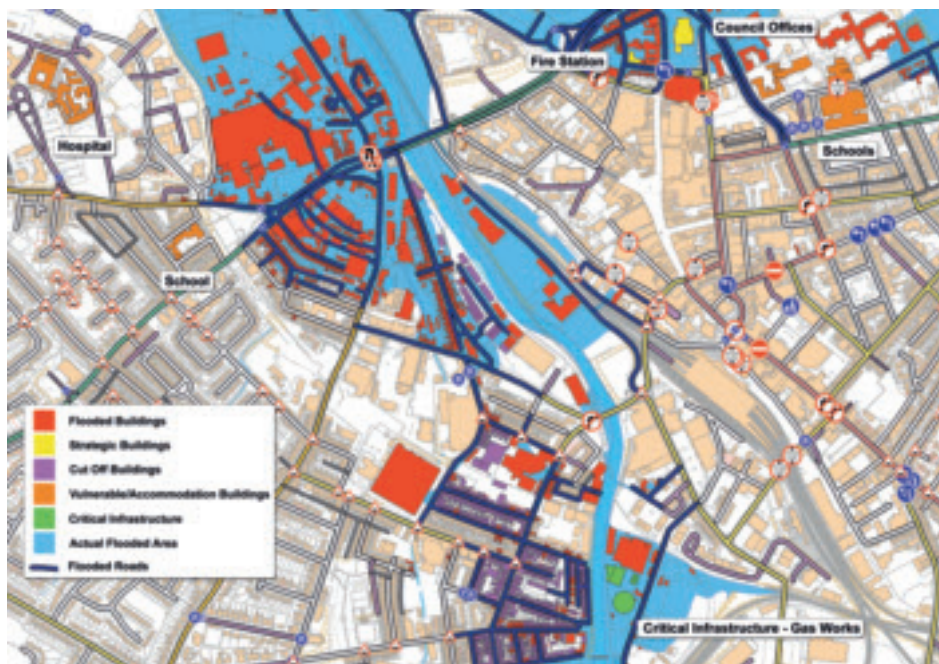 Council Offices
Fire Station
Hospital
Schools
School
Flooded Buildings
Strategic Buildings
Cut Off Buildings
Vulnerable/Accommodation Buildings
Critical Infrastructure
Actual Flooded Area
Flooded Roads
Critical Infrastructure - Gas Works